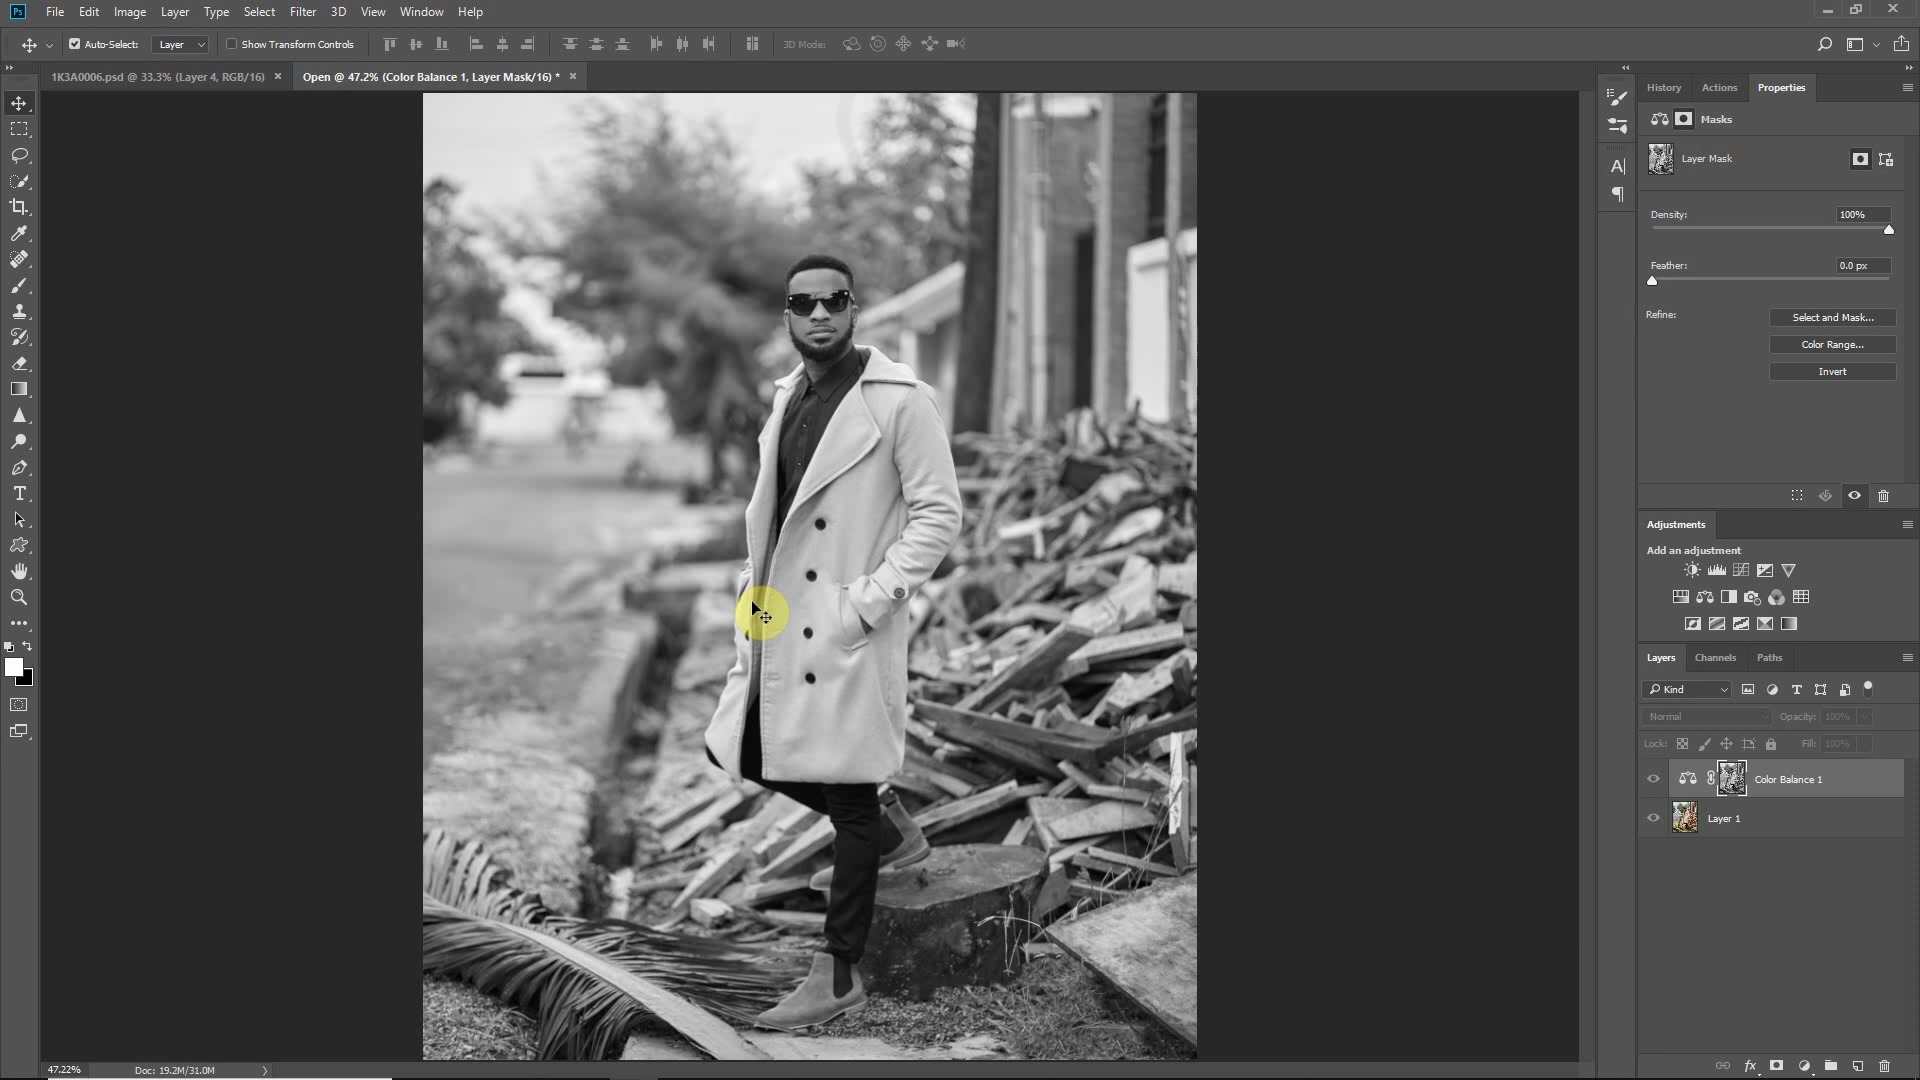 Ps File Edit Image Layer Type Select Filter 3D View Window Help
Auto-Select: Layer Show Transform Controls 3D Mode:
1K3A0006.psd @ 33.3% (Layer 4, RGB/16) × Open @ 47.2% (Color Balance 1, Layer Mask/16) * ×
History Actions Properties
Masks
Layer Mask
Density: 100%
Feather: 0.0 px
Refine: Select and Mask...
Color Range...
Invert
Adjustments
Add an adjustment
Layers Channels Paths
Kind
Normal Opacity: 100%
Lock: Fill: 100%
Color Balance 1
Layer 1
47.22% Doc: 19.2M/31.0M